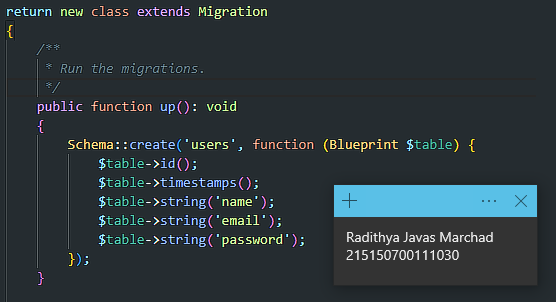 return new class extends Migration
{
    /**
     * Run the migrations.
     */
    public function up(): void
    {
        Schema::create('users', function (Blueprint $table) {
            $table->id();
            $table->timestamps();
            $table->string('name');
            $table->string('email');
            $table->string('password');
        });
    }
Radithya Javas Marchad
215150700111030